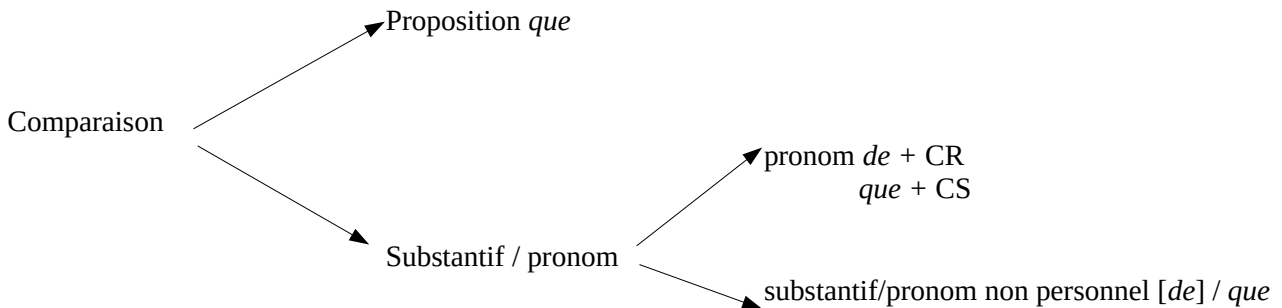 Proposition que
Comparaison
pronom de + CR
que + CS
Substantif / pronom
substantif/pronom non personnel [de] / que